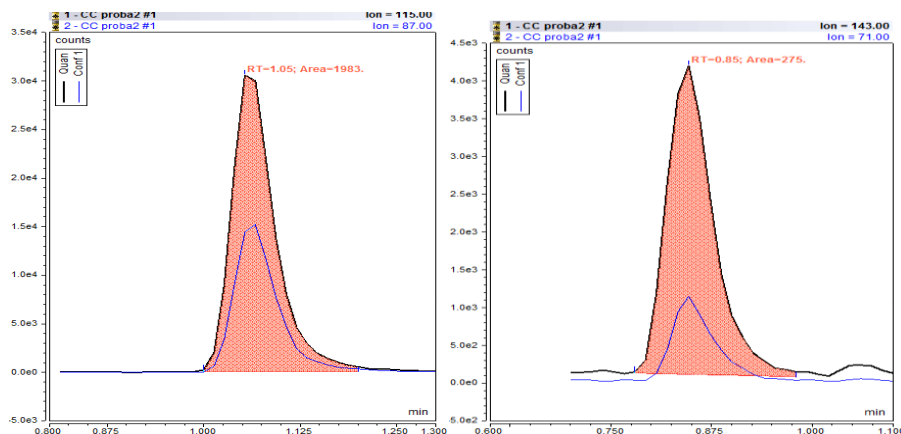 1 - CC proba2 #1 Ion = 115.00
2 - CC proba2 #1 Ion = 87.00
counts
Quan
Conf 1
RT=1.05; Area=1983.
3.5e4
3.0e4
2.5e4
2.0e4
1.5e4
1.0e4
5.0e3
0.0e0
-5.0e3
min
0.800 0.875 1.000 1.125 1.300
1 - CC proba2 #1 Ion = 143.00
2 - CC proba2 #1 Ion = 71.00
4.5e3
counts
Quan
Conf 1
RT=0.85; Area=275.
4.0e3
3.5e3
3.0e3
2.5e3
2.0e3
1.5e3
1.0e3
5.0e2
0.0e0
-5.0e2
min
0.600 0.750 0.875 1.000 1.100